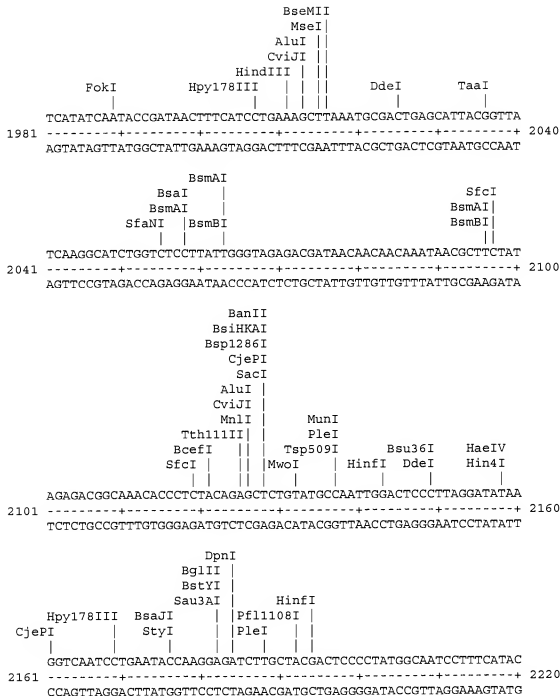 BseMII
MseI
AluI
CviJI
HindIII
FokI Hpy178III DdeI TaaI
TCATATCAATACCGATAACTTTCATCCTGAAAGCTTAAATGCGACTGAGCATTACGGTTA
1981 ---------+---------+---------+---------+---------+---------+ 2040
AGTATAGTTATGGCTATTGAAAGTAGGACTTTCGAATTTACGCTGACTCGTAATGCCAAT
BsmAI
BsaI SfcI
BsmAI BsmAI
SfaNI BsmBI BsmBI
TCAAGGCATCTGGTCTCCTTATTGGGTAGAGACGATAACAACAACAAATAACGCTTCTAT
2041 ---------+---------+---------+---------+---------+---------+ 2100
AGTTCCGTAGACCAGAGGAATAACCCATCTCTGCTATTGTTGTTGTTTATTGCGAAGATA
BanII
BsiHKAI
Bsp1286I
CjePI
SacI
AluI
CviJI
MnlI MunI
Tth111II PleI
BcefI Tsp509I Bsu36I HaeIV
SfcI MwoI HinfI DdeI Hin4I
AGAGACGGCAAACACCCTCTACAGAGCTCTGTATGCCAATTGGACTCCCTTAGGATATAA
2101 ---------+---------+---------+---------+---------+---------+ 2160
TCTCTGCCGTTTGTGGGAGATGTCTCGAGACATACGGTTAACCTGAGGGAATCCTATATT
DpnI
BglII
BstYI
Sau3AI HinfI
Hpy178III BsaJI Pfl1108I
CjePI StyI PleI
GGTCAATCCTGAATACCAAGGAGATCTTGCTACGACTCCCCTATGGCAATCCTTTCATAC
2161 ---------+---------+---------+---------+---------+---------+ 2220
CCAGTTAGGACTTATGGTTCCTCTAGAACGATGCTGAGGGGATACCGTTAGGAAAGTATG